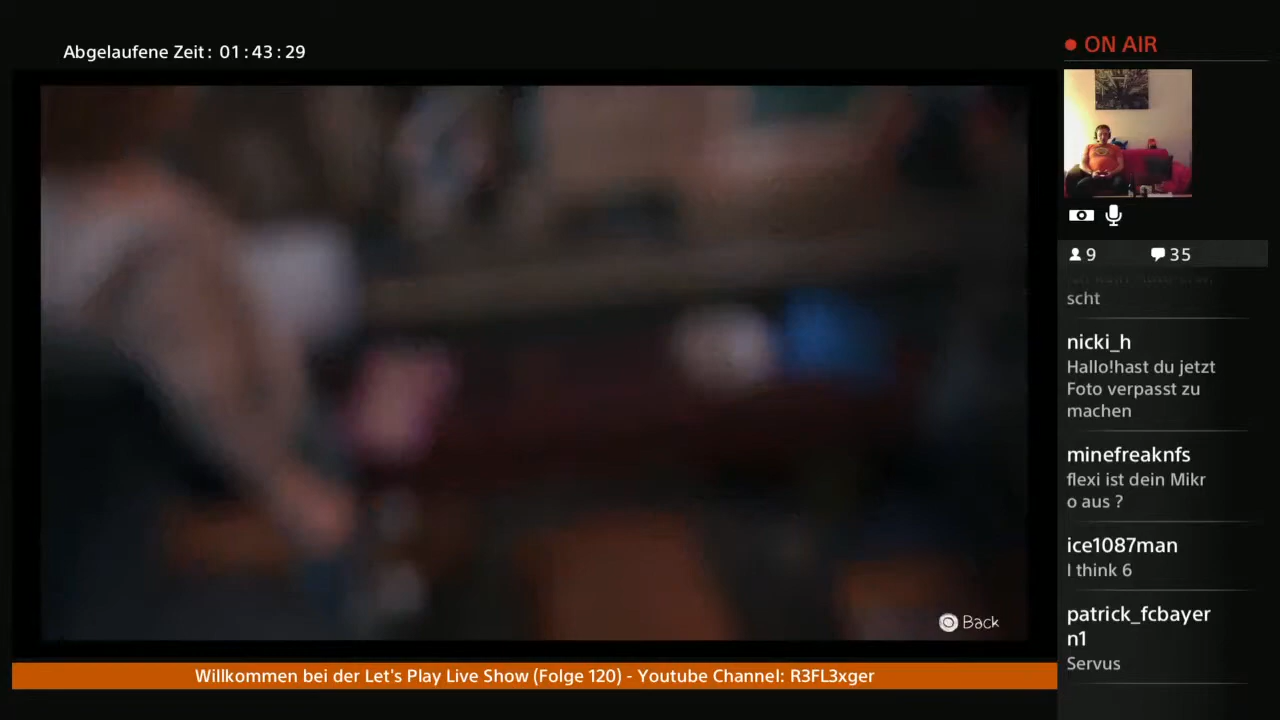 Abgelaufene Zeit: 01:43:29
ON AIR
9 35
scht
nicki_h
Hallo!hast du jetzt
Foto verpasst zu
machen
minefreaknfs
flexi ist dein Mikr
o aus ?
ice1087man
I think 6
patrick_fcbayer
n1
Servus
Back
Willkommen bei der Let's Play Live Show (Folge 120) - Youtube Channel: R3FL3xger